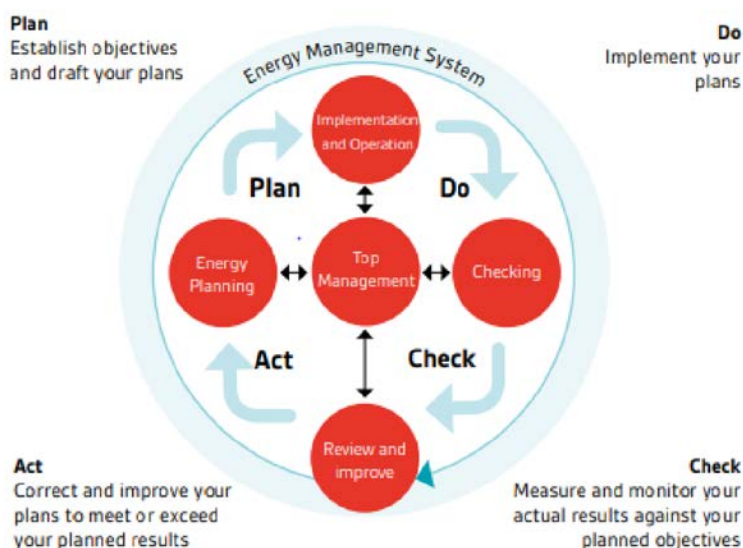 Plan
Establish objectives
and draft your plans
Do
Implement your
plans
Energy Management System
Implementation
and Operation
Plan
Do
Energy
Planning
Top
Management
Checking
Act
Check
Review and
improve
Act
Correct and improve your
plans to meet or exceed
your planned results
Check
Measure and monitor your
actual results against your
planned objectives